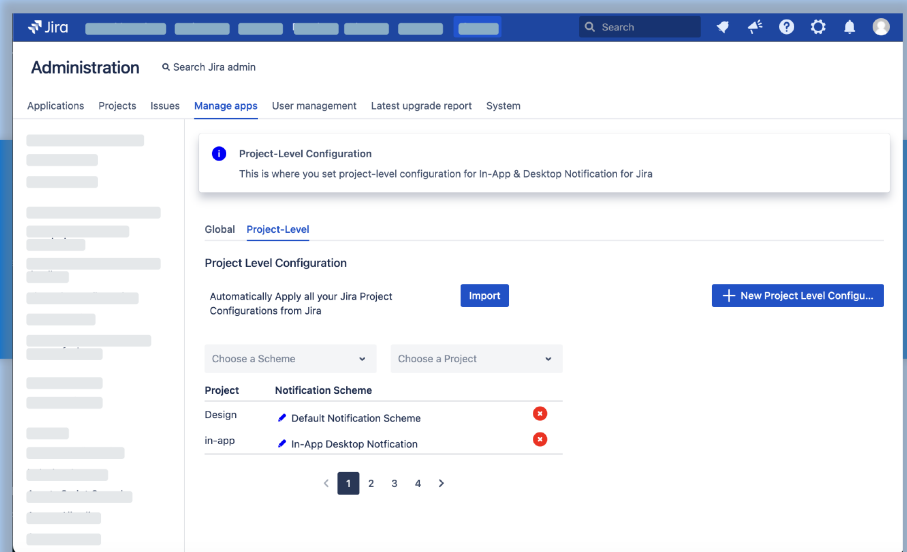 Jira
Search
Administration
Search Jira admin
Applications Projects Issues Manage apps User management Latest upgrade report System
Project-Level Configuration
This is where you set project-level configuration for In-App & Desktop Notification for Jira
Global Project-Level
Project Level Configuration
Automatically Apply all your Jira Project
Configurations from Jira
Import
New Project Level Configu...
Choose a Scheme Choose a Project
Project Notification Scheme
Design Default Notification Scheme
in-app In-App Desktop Notfication
1 2 3 4